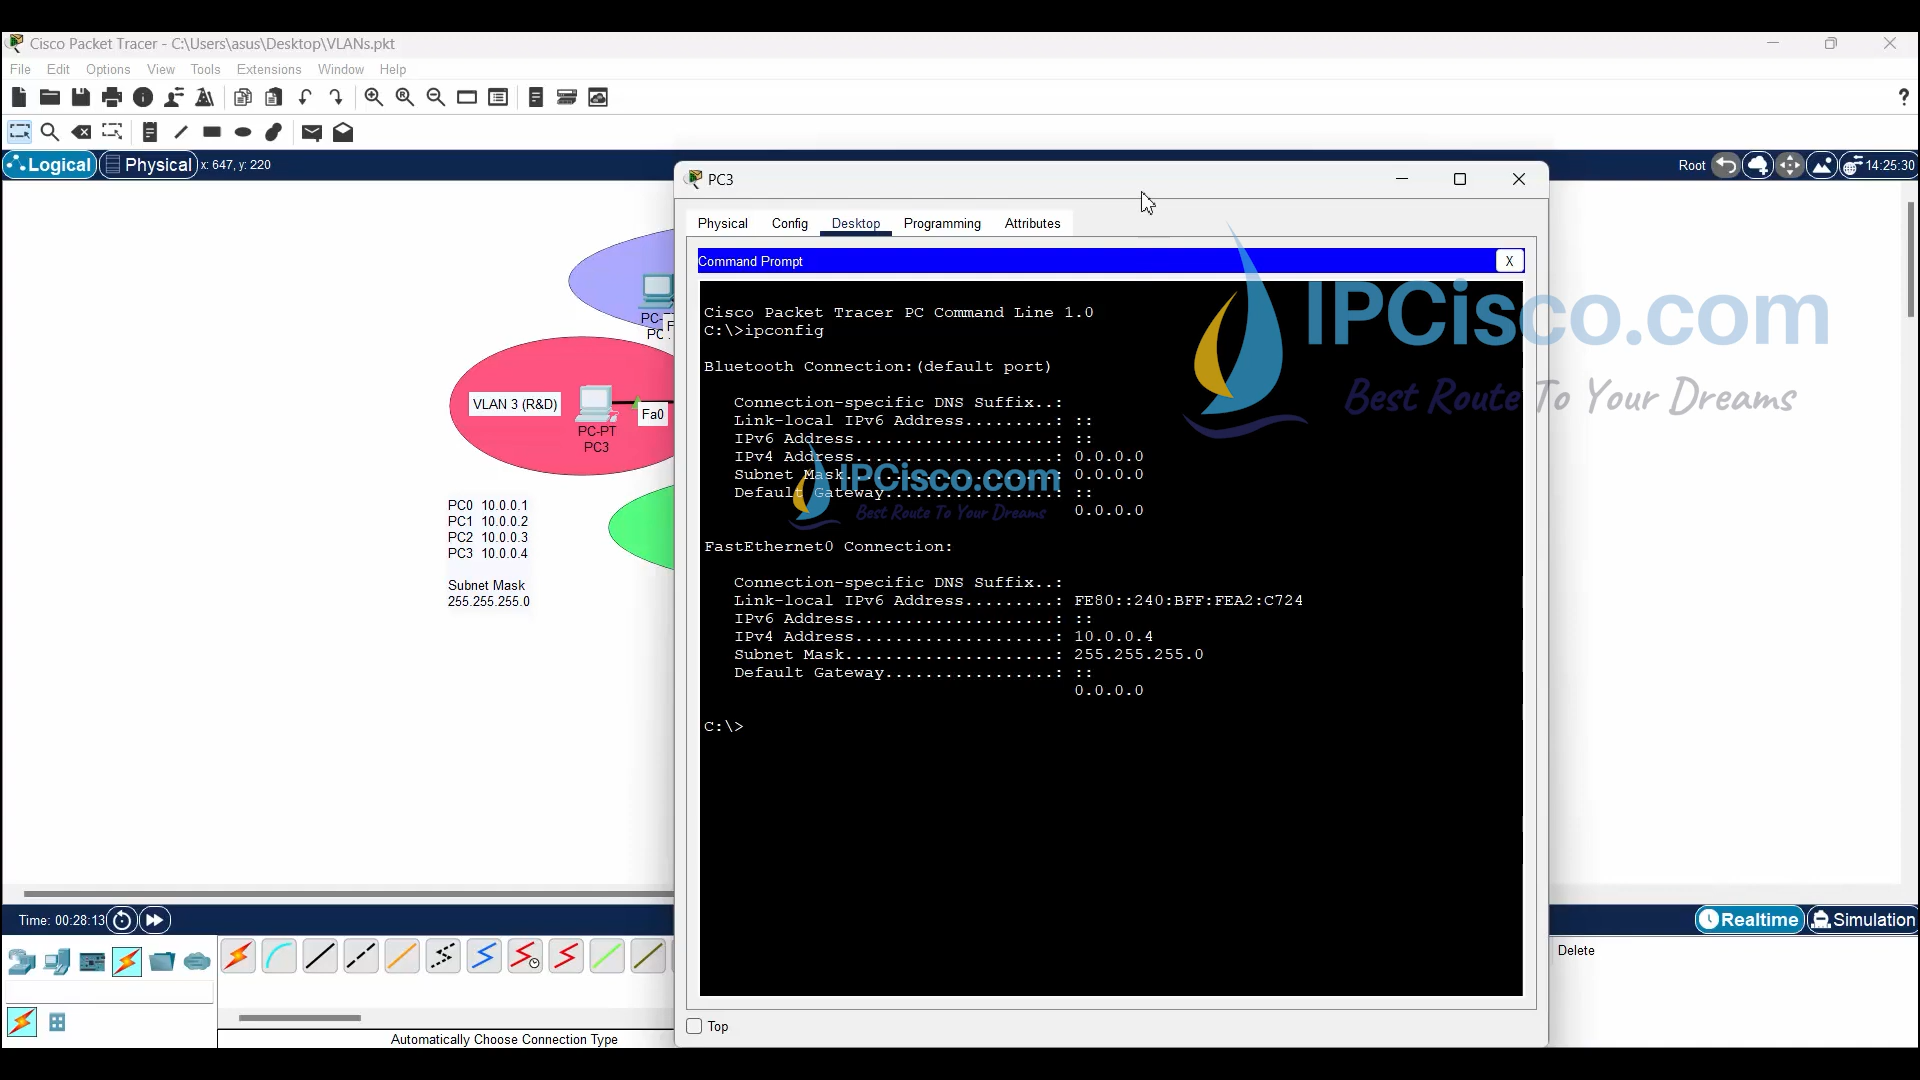 Cisco Packet Tracer - C:\Users\asus\Desktop\VLANs.pkt
File Edit Options View Tools Extensions Window Help
?
Logical Physical x: 647, y: 220
Root 14:25:30
PC3
Physical Config Desktop Programming Attributes
Command Prompt X
Cisco Packet Tracer PC Command Line 1.0
C:\>ipconfig
Bluetooth Connection:(default port)
Connection-specific DNS Suffix..:
Link-local IPv6 Address.........: ::
IPv6 Address....................: ::
IPv4 Address....................: 0.0.0.0
Subnet Mask.....................: 0.0.0.0
Default Gateway.................: ::
0.0.0.0
FastEthernet0 Connection:
Connection-specific DNS Suffix..:
Link-local IPv6 Address.........: FE80::240:BFF:FEA2:C724
IPv6 Address....................: ::
IPv4 Address....................: 10.0.0.4
Subnet Mask.....................: 255.255.255.0
Default Gateway.................: ::
0.0.0.0
C:\>
IPCisco.com
Best Route To Your Dreams
IPCisco.com
Best Route To Your Dreams
Top
VLAN 3 (R&D)
Fa0
PC-PT
PC3
PC0 10.0.0.1
PC1 10.0.0.2
PC2 10.0.0.3
PC3 10.0.0.4
Subnet Mask
255.255.255.0
Time: 00:28:13
Realtime Simulation
Delete
Automatically Choose Connection Type